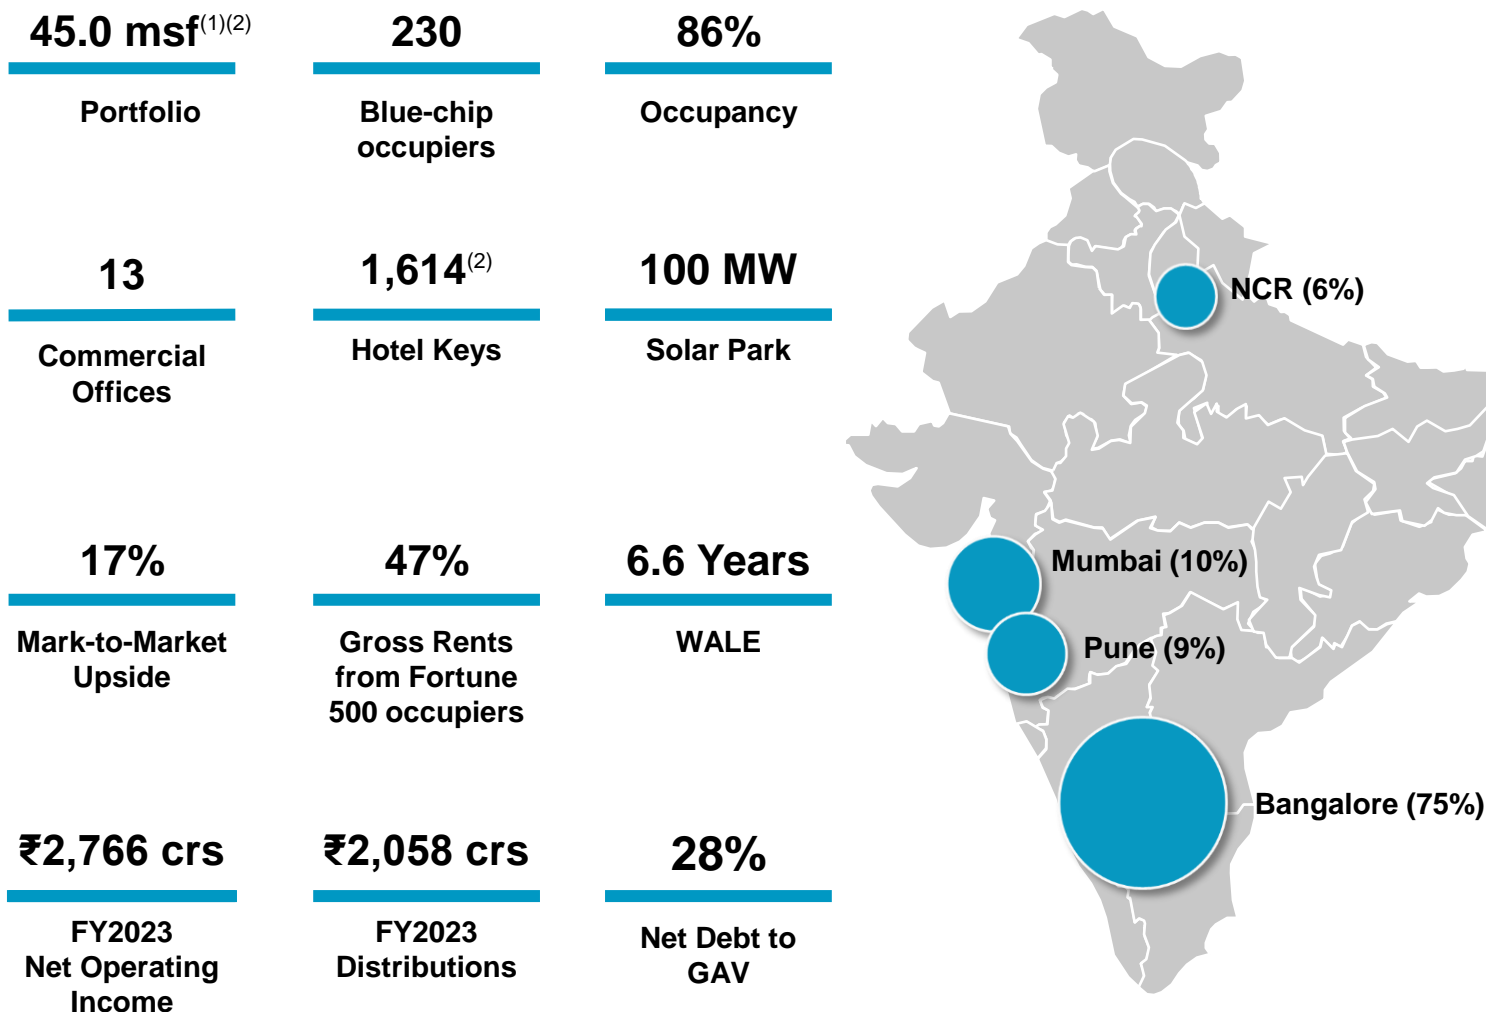 45.0 msf(1)(2)
Portfolio
230
Blue-chip
occupiers
86%
Occupancy
13
Commercial
Offices
1,614(2)
Hotel Keys
100 MW
Solar Park
17%
Mark-to-Market
Upside
47%
Gross Rents
from Fortune
500 occupiers
6.6 Years
WALE
₹2,766 crs
FY2023
Net Operating
Income
₹2,058 crs
FY2023
Distributions
28%
Net Debt to
GAV
NCR (6%)
Mumbai (10%)
Pune (9%)
Bangalore (75%)